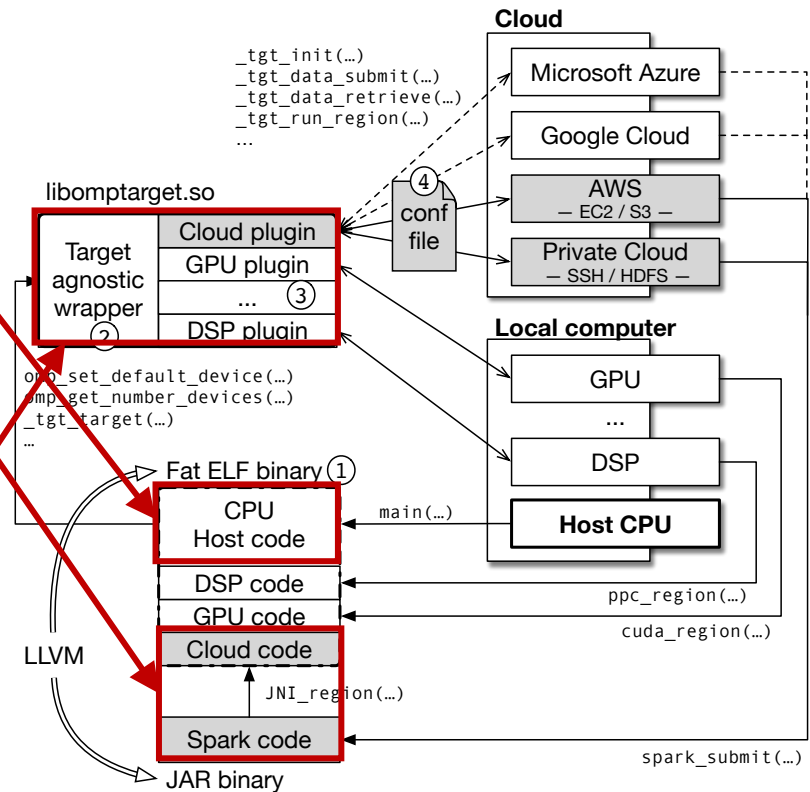 Cloud
_tgt_init(…)
_tgt_data_submit(…)
_tgt_data_retrieve(…)
_tgt_run_region(…)
…
Microsoft Azure
Google Cloud
AWS
— EC2 / S3 —
Private Cloud
— SSH / HDFS —
④
conf
file
libomptarget.so
Target
agnostic
wrapper
②
Cloud plugin
GPU plugin
... ③
DSP plugin
Local computer
GPU
...
DSP
Host CPU
omp_set_default_device(…)
omp_get_number_devices(…)
_tgt_target(…)
…
Fat ELF binary ①
CPU
Host code
main(…)
DSP code
GPU code
Cloud code
JNI_region(…)
Spark code
ppc_region(…)
cuda_region(…)
spark_submit(…)
LLVM
JAR binary